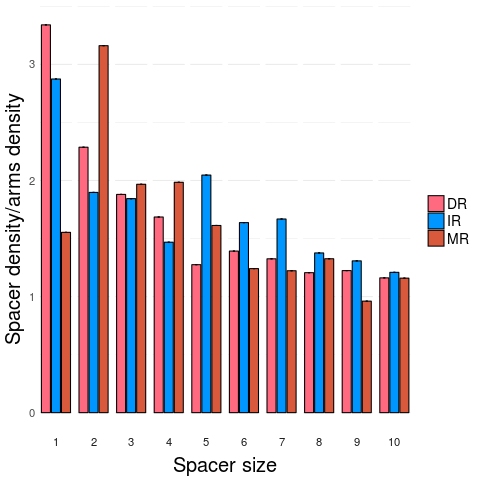 Spacer density/arms density
3
2
1
0
1 2 3 4 5 6 7 8 9 10
Spacer size
DR
IR
MR